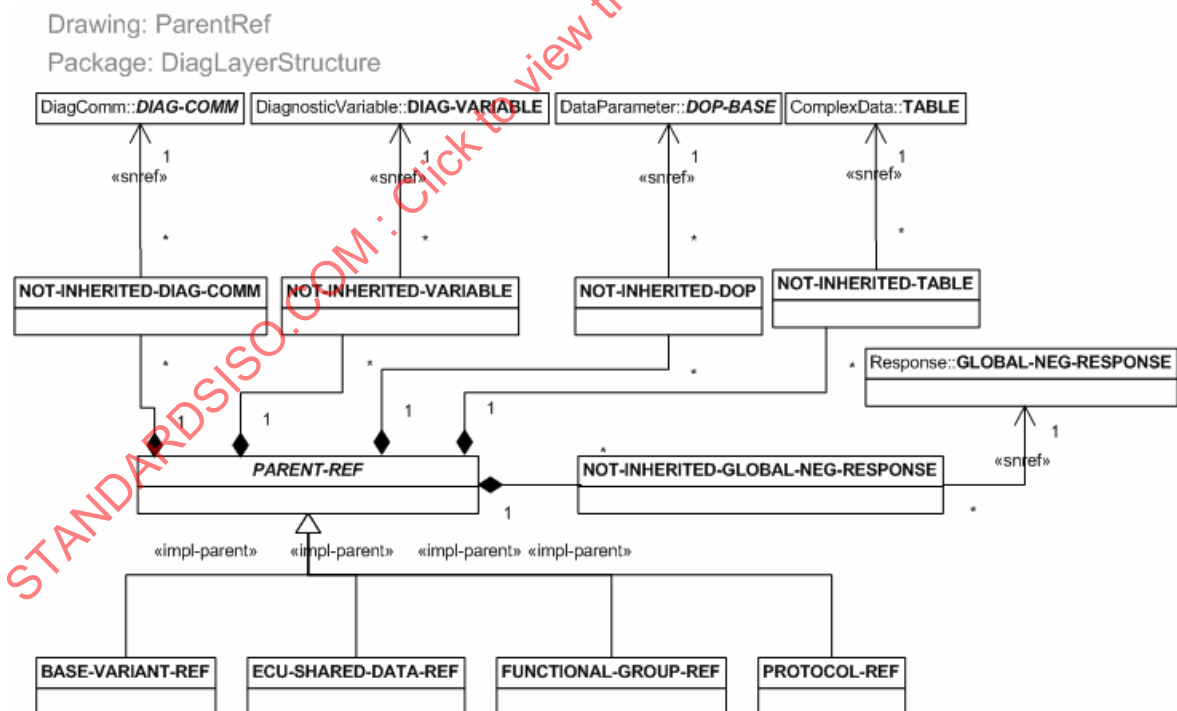 Drawing: ParentRef
Package: DiagLayerStructure
DiagComm::DIAG-COMM
DiagnosticVariable::DIAG-VARIABLE
DataParameter::DOP-BASE
ComplexData::TABLE
1
1
1
1
«snref»
«snref»
«snref»
«snref»
*
*
*
*
NOT-INHERITED-DIAG-COMM
NOT-INHERITED-VARIABLE
NOT-INHERITED-DOP
NOT-INHERITED-TABLE
*
*
*
*
Response::GLOBAL-NEG-RESPONSE
1
1
1
1
1
«snref»
*
PARENT-REF
NOT-INHERITED-GLOBAL-NEG-RESPONSE
1
*
«impl-parent»
«impl-parent»
«impl-parent»
«impl-parent»
BASE-VARIANT-REF
ECU-SHARED-DATA-REF
FUNCTIONAL-GROUP-REF
PROTOCOL-REF
STANDARDSISO.COM : Click to view th